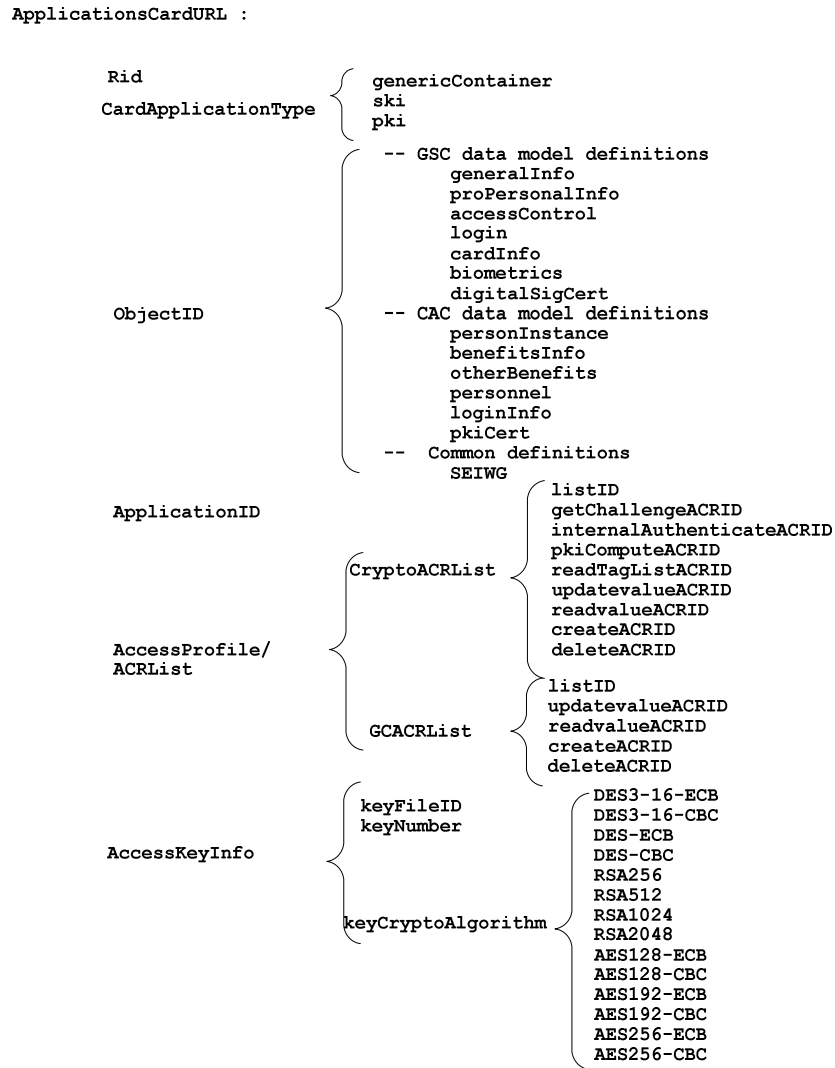 ApplicationsCardURL :
Rid
CardApplicationType
genericContainer
ski
pki
ObjectID
-- GSC data model definitions
generalInfo
proPersonalInfo
accessControl
login
cardInfo
biometrics
digitalSigCert
-- CAC data model definitions
personInstance
benefitsInfo
otherBenefits
personnel
loginInfo
pkiCert
-- Common definitions
SEIWG
ApplicationID
AccessProfile/
ACRList
CryptoACRList
listID
getChallengeACRID
internalAuthenticateACRID
pkiComputeACRID
readTagListACRID
updatevalueACRID
readvalueACRID
createACRID
deleteACRID
GCACRList
listID
updatevalueACRID
readvalueACRID
createACRID
deleteACRID
AccessKeyInfo
keyFileID
keyNumber
keyCryptoAlgorithm
DES3-16-ECB
DES3-16-CBC
DES-ECB
DES-CBC
RSA256
RSA512
RSA1024
RSA2048
AES128-ECB
AES128-CBC
AES192-ECB
AES192-CBC
AES256-ECB
AES256-CBC